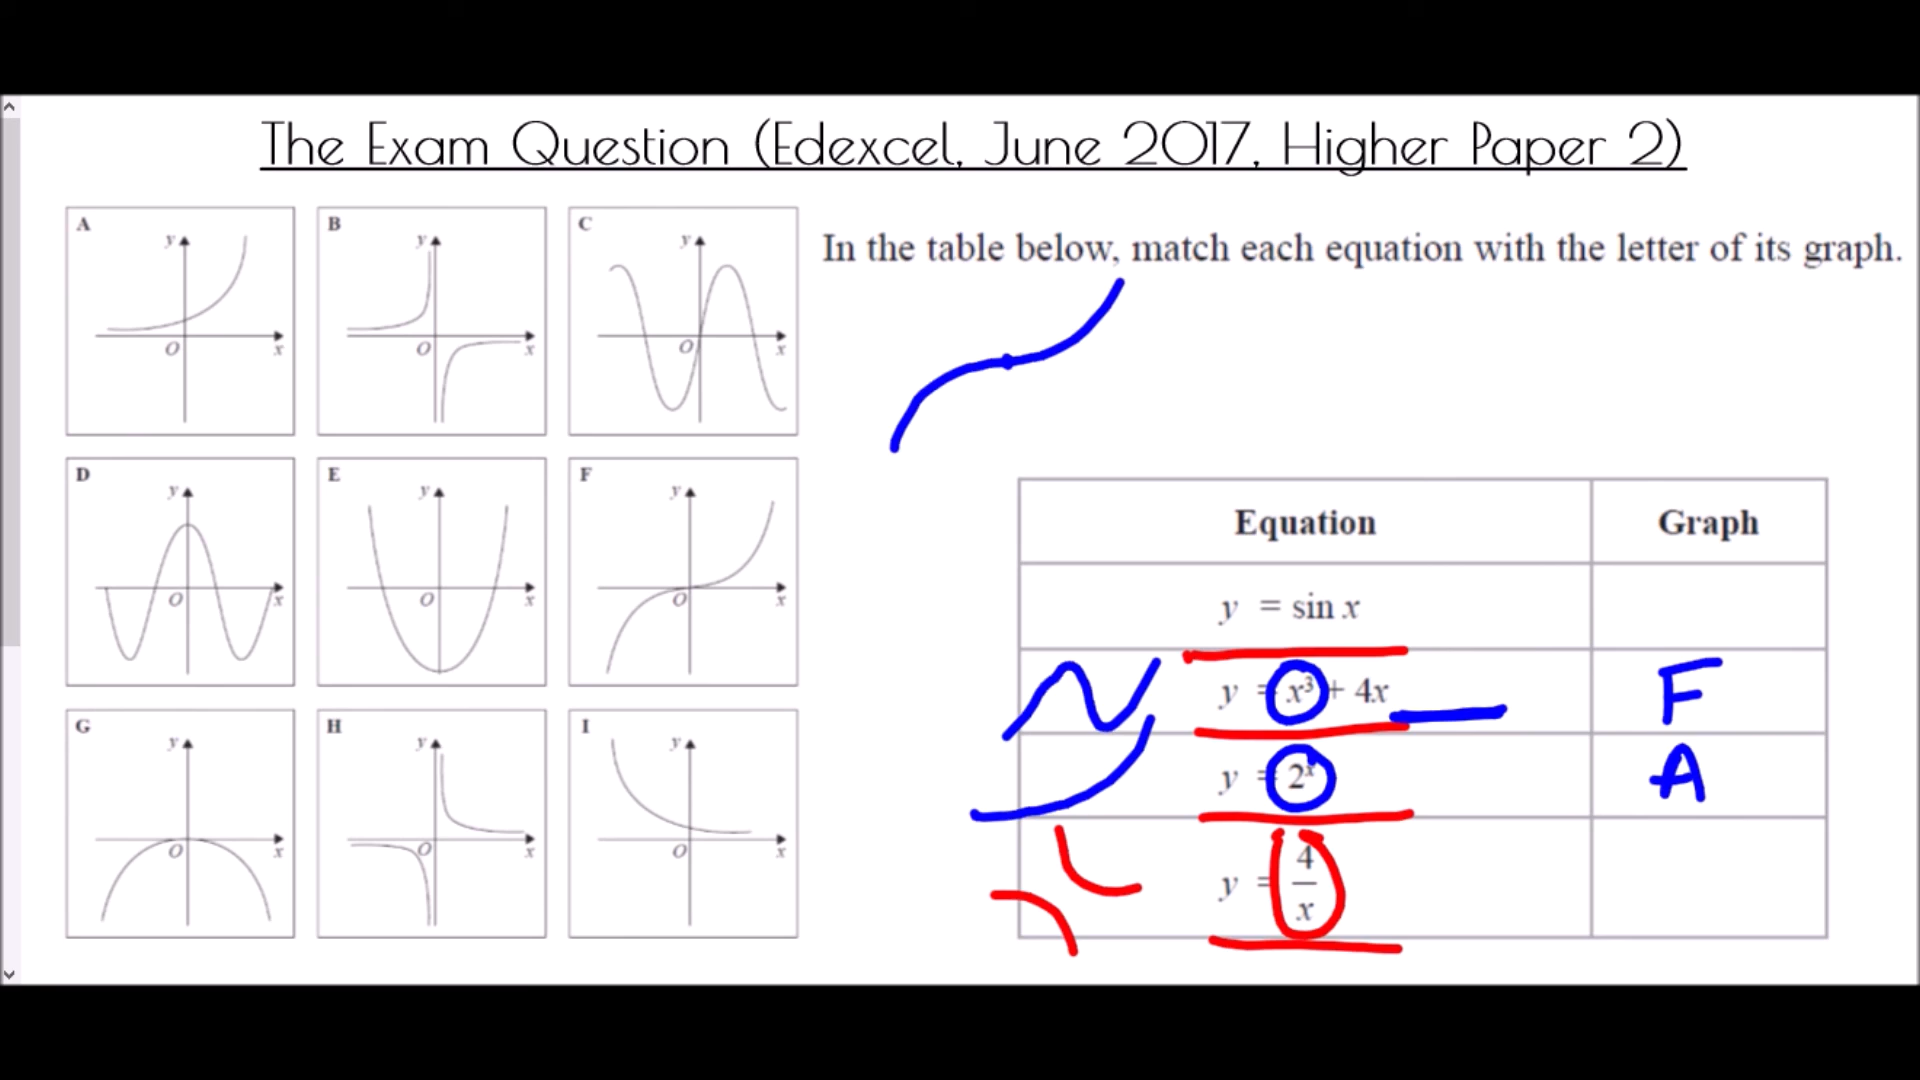 The Exam Question (Edexcel, June 2017, Higher Paper 2)
In the table below, match each equation with the letter of its graph.
A
y
O
x
B
y
O
x
C
y
O
x
D
y
O
x
E
y
O
x
F
y
O
x
G
y
O
x
H
y
O
x
I
y
O
x
Equation Graph
y = sin x
y = x³ + 4x F
y = 2ˣ A
y = 4/x